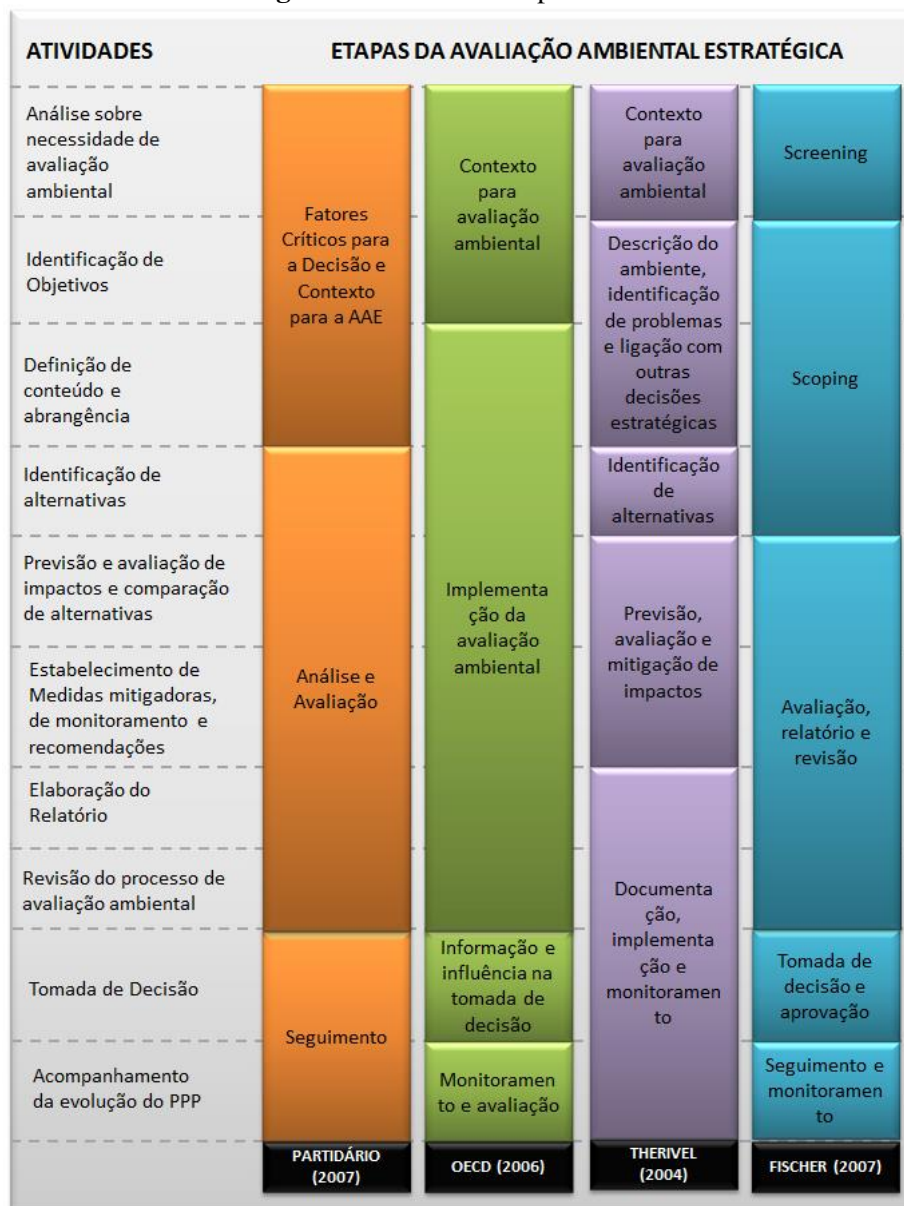 ATIVIDADES
ETAPAS DA AVALIAÇÃO AMBIENTAL ESTRATÉGICA
Análise sobre
necessidade de
avaliação
ambiental
Identificação de
Objetivos
Definição de
conteúdo e
abrangência
Identificação de
alternativas
Previsão e avaliação de
impactos e comparação
de alternativas
Estabelecimento de
Medidas mitigadoras,
de monitoramento e
recomendações
Elaboração do
Relatório
Revisão do processo de
avaliação ambiental
Tomada de Decisão
Acompanhamento
da evolução do PPP
Fatores
Críticos para
a Decisão e
Contexto
para a AAE
Análise e
Avaliação
Seguimento
PARTIDÁRIO
(2007)
Contexto
para
avaliação
ambiental
Implementa
ção da
avaliação
ambiental
Informação e
influência na
tomada de
decisão
Monitoramen
to e avaliação
OECD (2006)
Contexto
para
avaliação
ambiental
Descrição do
ambiente,
identificação
de problemas
e ligação com
outras
decisões
estratégicas
Identificação
de
alternativas
Previsão,
avaliação e
mitigação de
impactos
Documenta
ção,
implementa
ção e
monitoramen
to
THERIVEL
(2004)
Screening
Scoping
Avaliação,
relatório e
revisão
Tomada de
decisão e
aprovação
Seguimento e
monitoramen
to
FISCHER (2007)